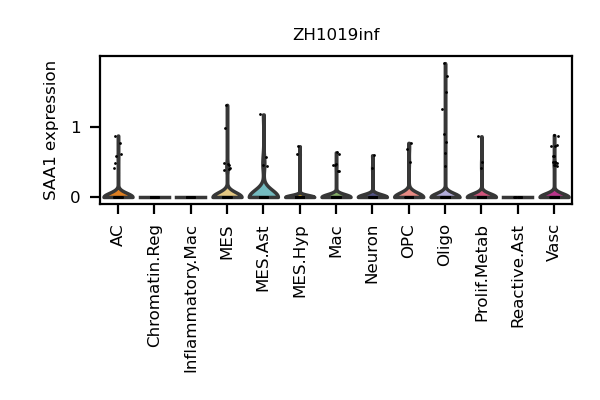 ZH1019inf
SAA1 expression
1
0
AC
Chromatin.Reg
Inflammatory.Mac
MES
MES.Ast
MES.Hyp
Mac
Neuron
OPC
Oligo
Prolif.Metab
Reactive.Ast
Vasc